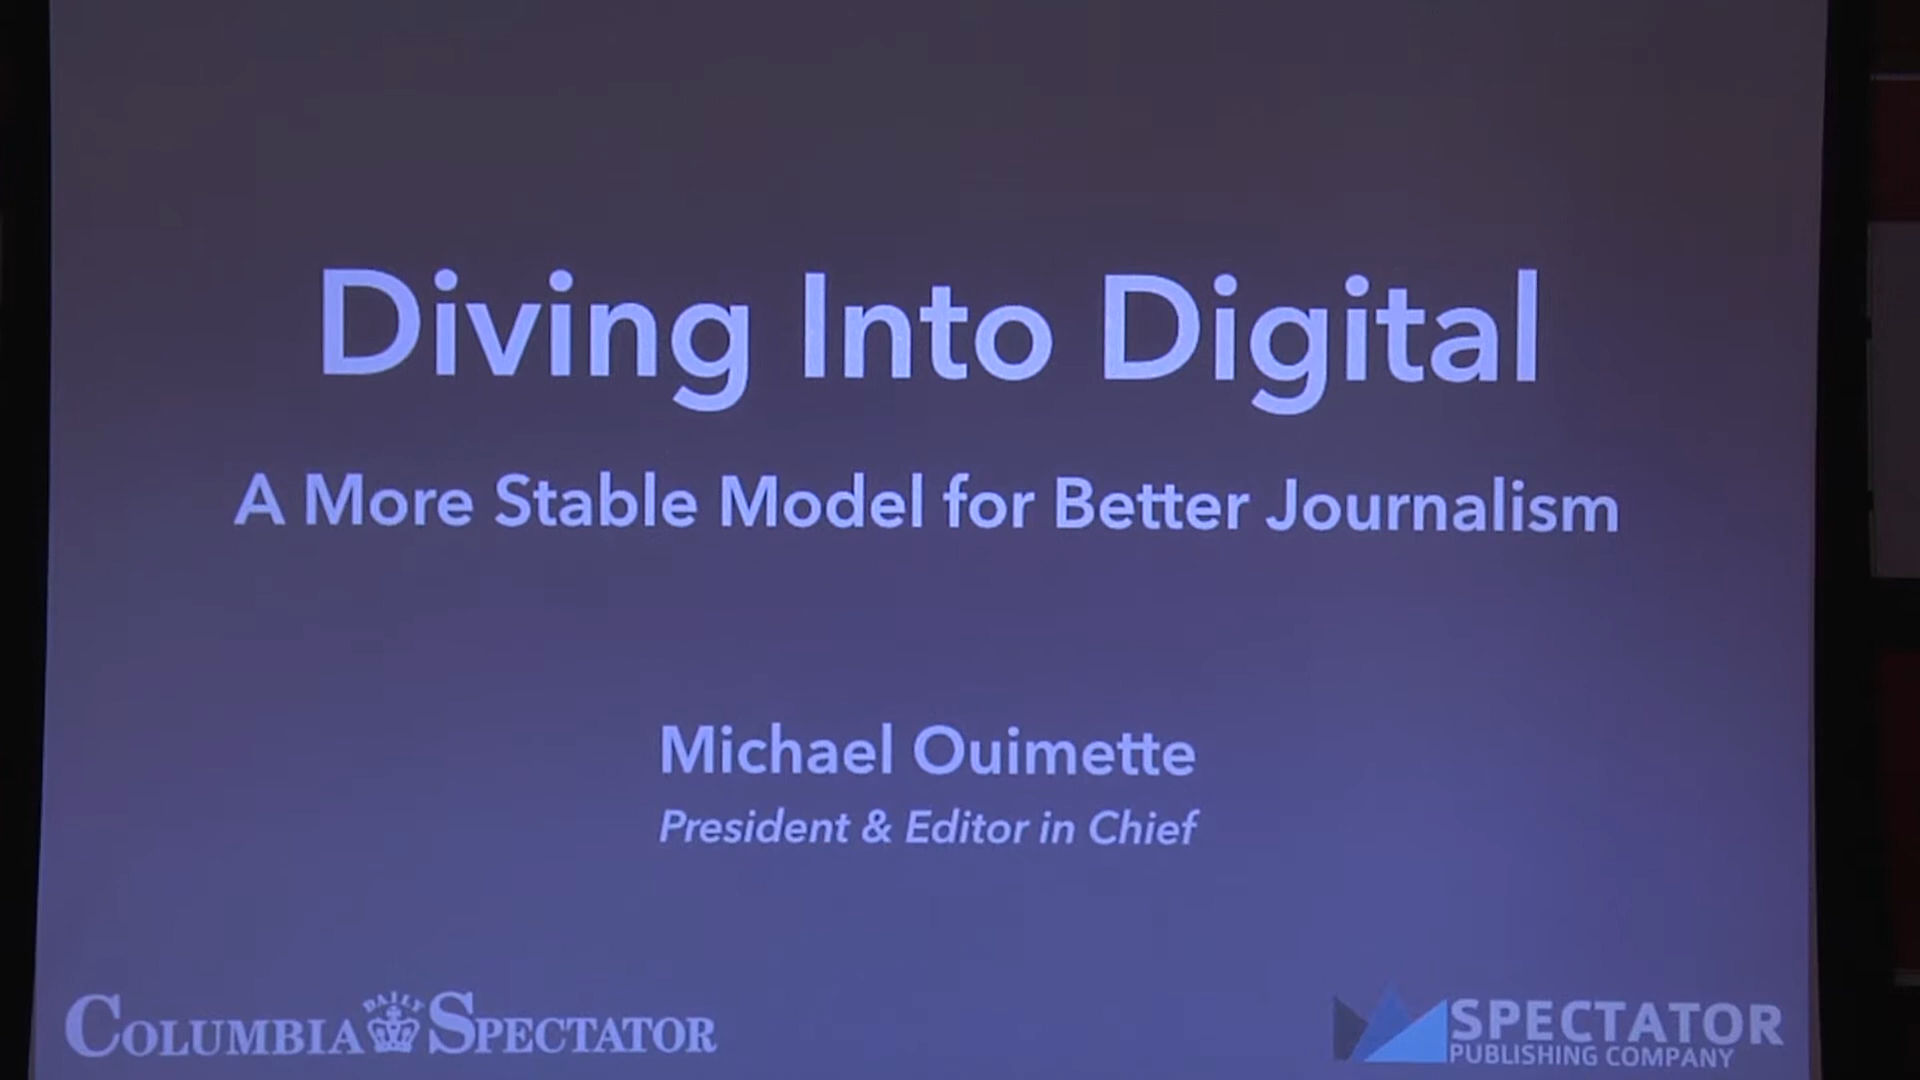 Diving Into Digital
A More Stable Model for Better Journalism
Michael Ouimette
President & Editor in Chief
COLUMBIA DAILY SPECTATOR
SPECTATOR
PUBLISHING COMPANY